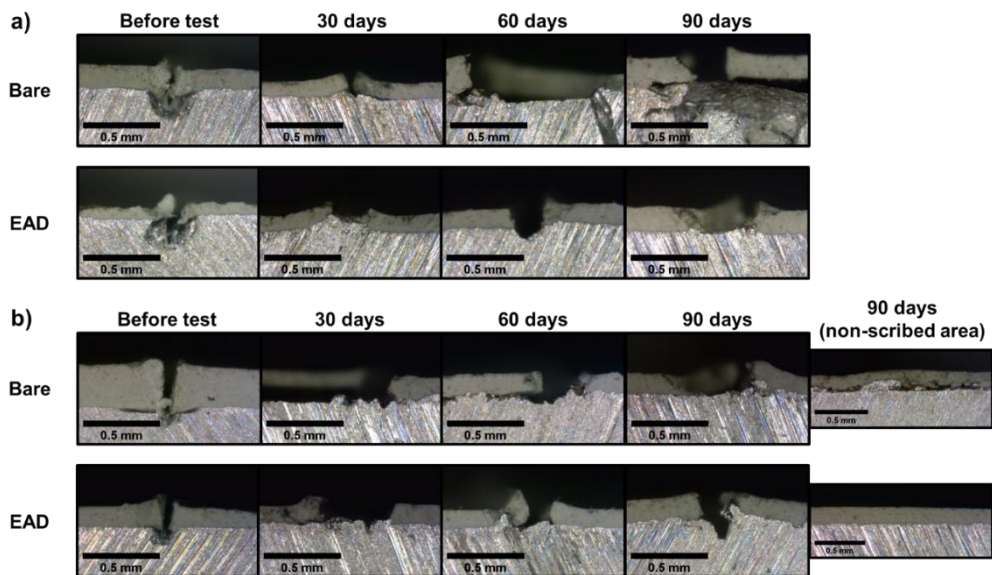 a)
Before test 30 days 60 days 90 days
Bare
0.5 mm 0.5 mm 0.5 mm 0.5 mm
EAD
0.5 mm 0.5 mm 0.5 mm 0.5 mm
b)
Before test 30 days 60 days 90 days 90 days
(non-scribed area)
Bare
0.5 mm 0.5 mm 0.5 mm 0.5 mm 0.5 mm
EAD
0.5 mm 0.5 mm 0.5 mm 0.5 mm 0.5 mm